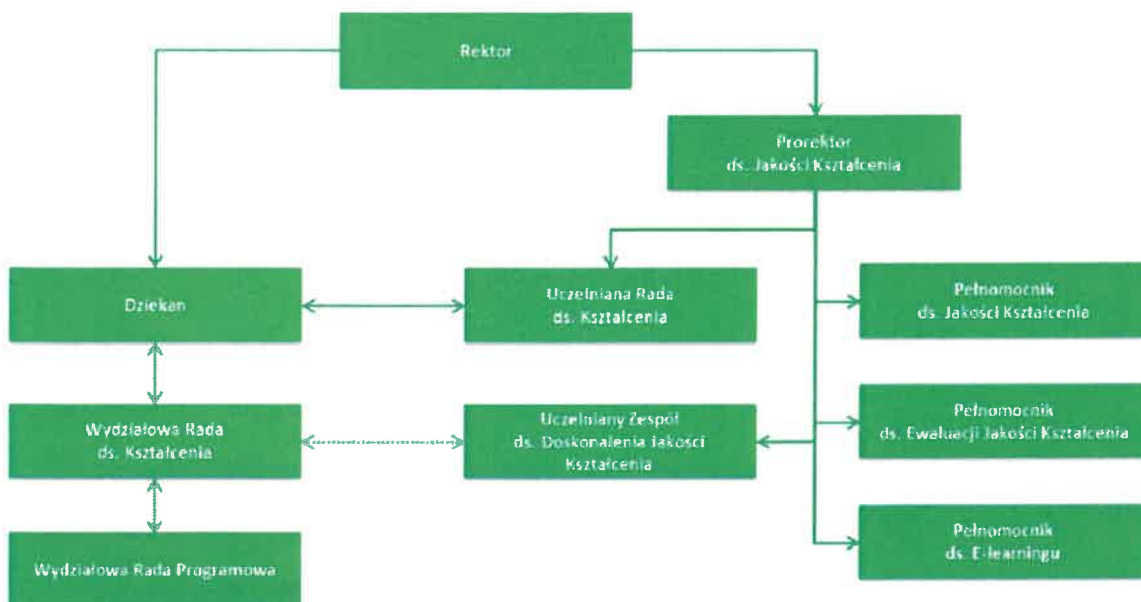 Rektor
Prorektor
ds. Jakości Kształcenia
Dziekan
Uczelniana Rada
ds. Kształcenia
Pełnomocnik
ds. Jakości Kształcenia
Wydziałowa Rada
ds. Kształcenia
Uczelniany Zespół
ds. Doskonalenia Jakości
Kształcenia
Pełnomocnik
ds. Ewaluacji Jakości Kształcenia
Wydziałowa Rada Programowa
Pełnomocnik
ds. E-learningu